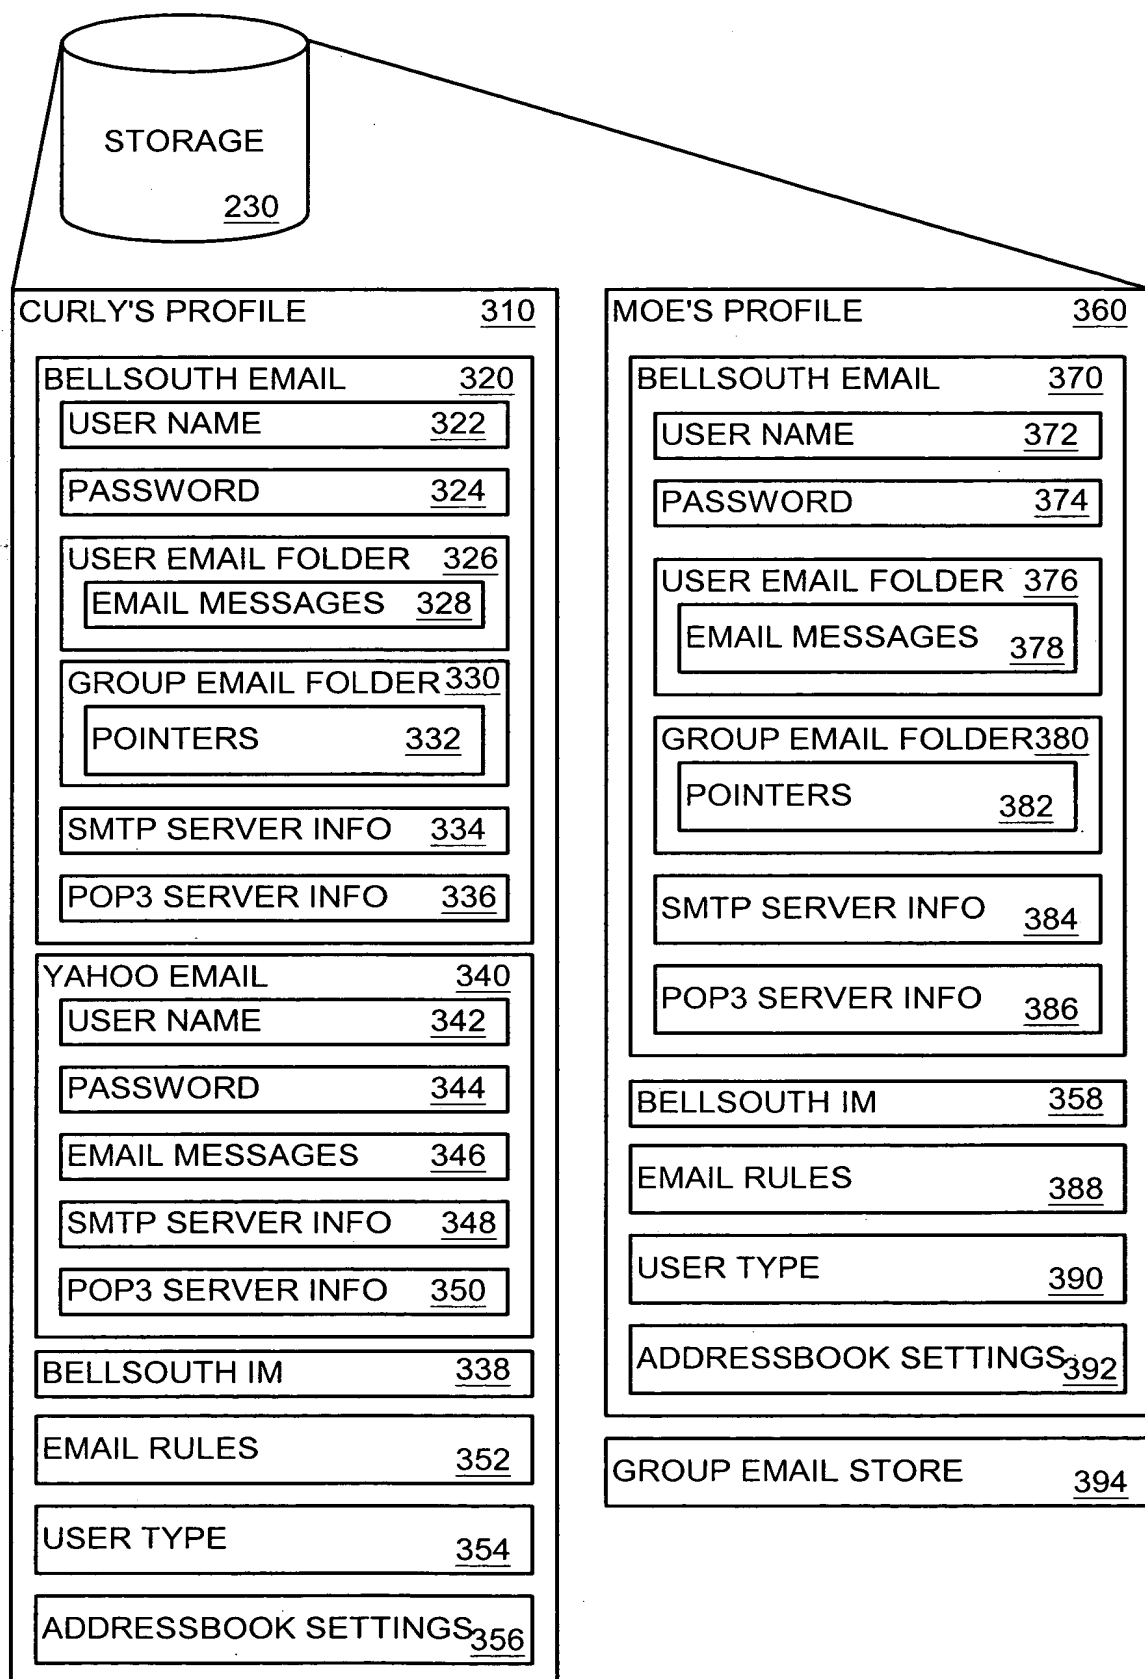 STORAGE
230
CURLY'S PROFILE 310
BELLSOUTH EMAIL 320
USER NAME 322
PASSWORD 324
USER EMAIL FOLDER 326
EMAIL MESSAGES 328
GROUP EMAIL FOLDER 330
POINTERS 332
SMTP SERVER INFO 334
POP3 SERVER INFO 336
YAHOO EMAIL 340
USER NAME 342
PASSWORD 344
EMAIL MESSAGES 346
SMTP SERVER INFO 348
POP3 SERVER INFO 350
BELLSOUTH IM 338
EMAIL RULES 352
USER TYPE 354
ADDRESSBOOK SETTINGS 356
MOE'S PROFILE 360
BELLSOUTH EMAIL 370
USER NAME 372
PASSWORD 374
USER EMAIL FOLDER 376
EMAIL MESSAGES 378
GROUP EMAIL FOLDER 380
POINTERS 382
SMTP SERVER INFO 384
POP3 SERVER INFO 386
BELLSOUTH IM 358
EMAIL RULES 388
USER TYPE 390
ADDRESSBOOK SETTINGS 392
GROUP EMAIL STORE 394